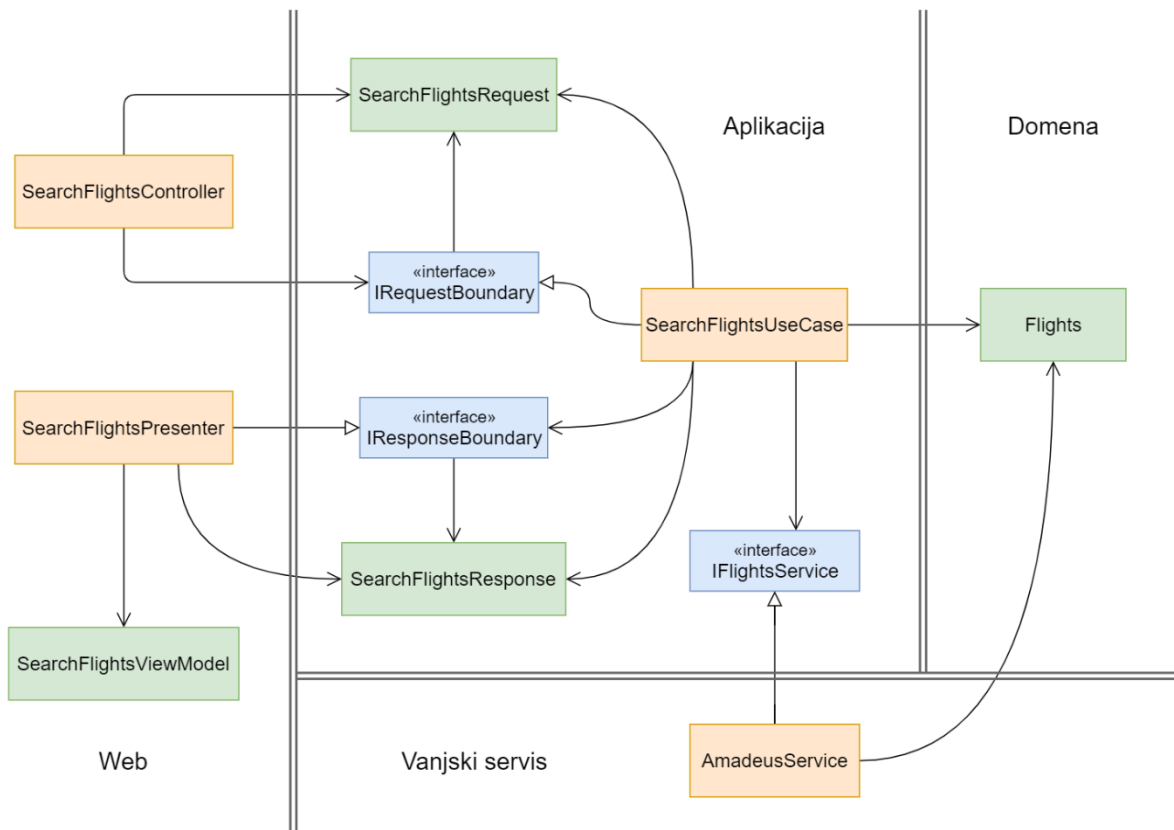 SearchFlightsRequest
Aplikacija
Domena
SearchFlightsController
«interface»
IRequestBoundary
SearchFlightsUseCase
Flights
SearchFlightsPresenter
«interface»
IResponseBoundary
«interface»
IFlightsService
SearchFlightsResponse
SearchFlightsViewModel
Web
Vanjski servis
AmadeusService